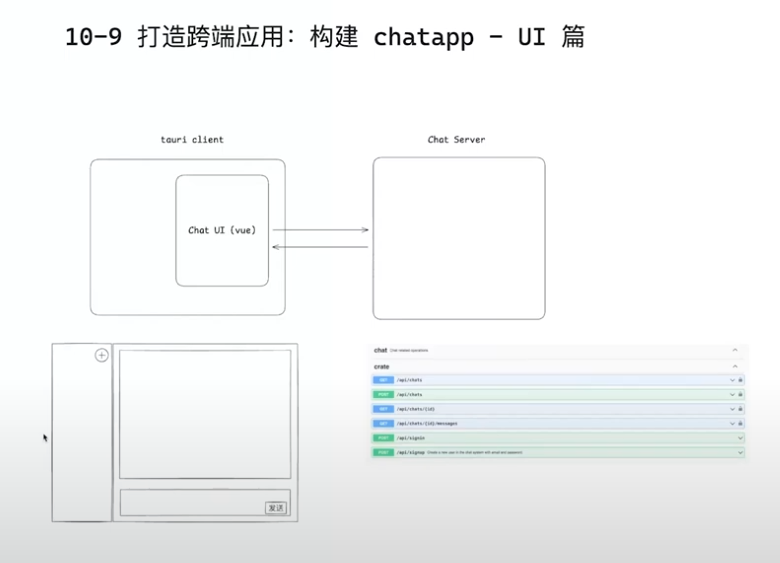 10-9 打造跨端应用: 构建 chatapp - UI 篇
tauri client
Chat Server
Chat UI (vue)
发送
chat Chat related operations
crate
GET /api/chats
POST /api/chats
GET /api/chats/{id}
GET /api/chats/{id}/messages
POST /api/signin
POST /api/signup Create a new user in the chat system with email and password.